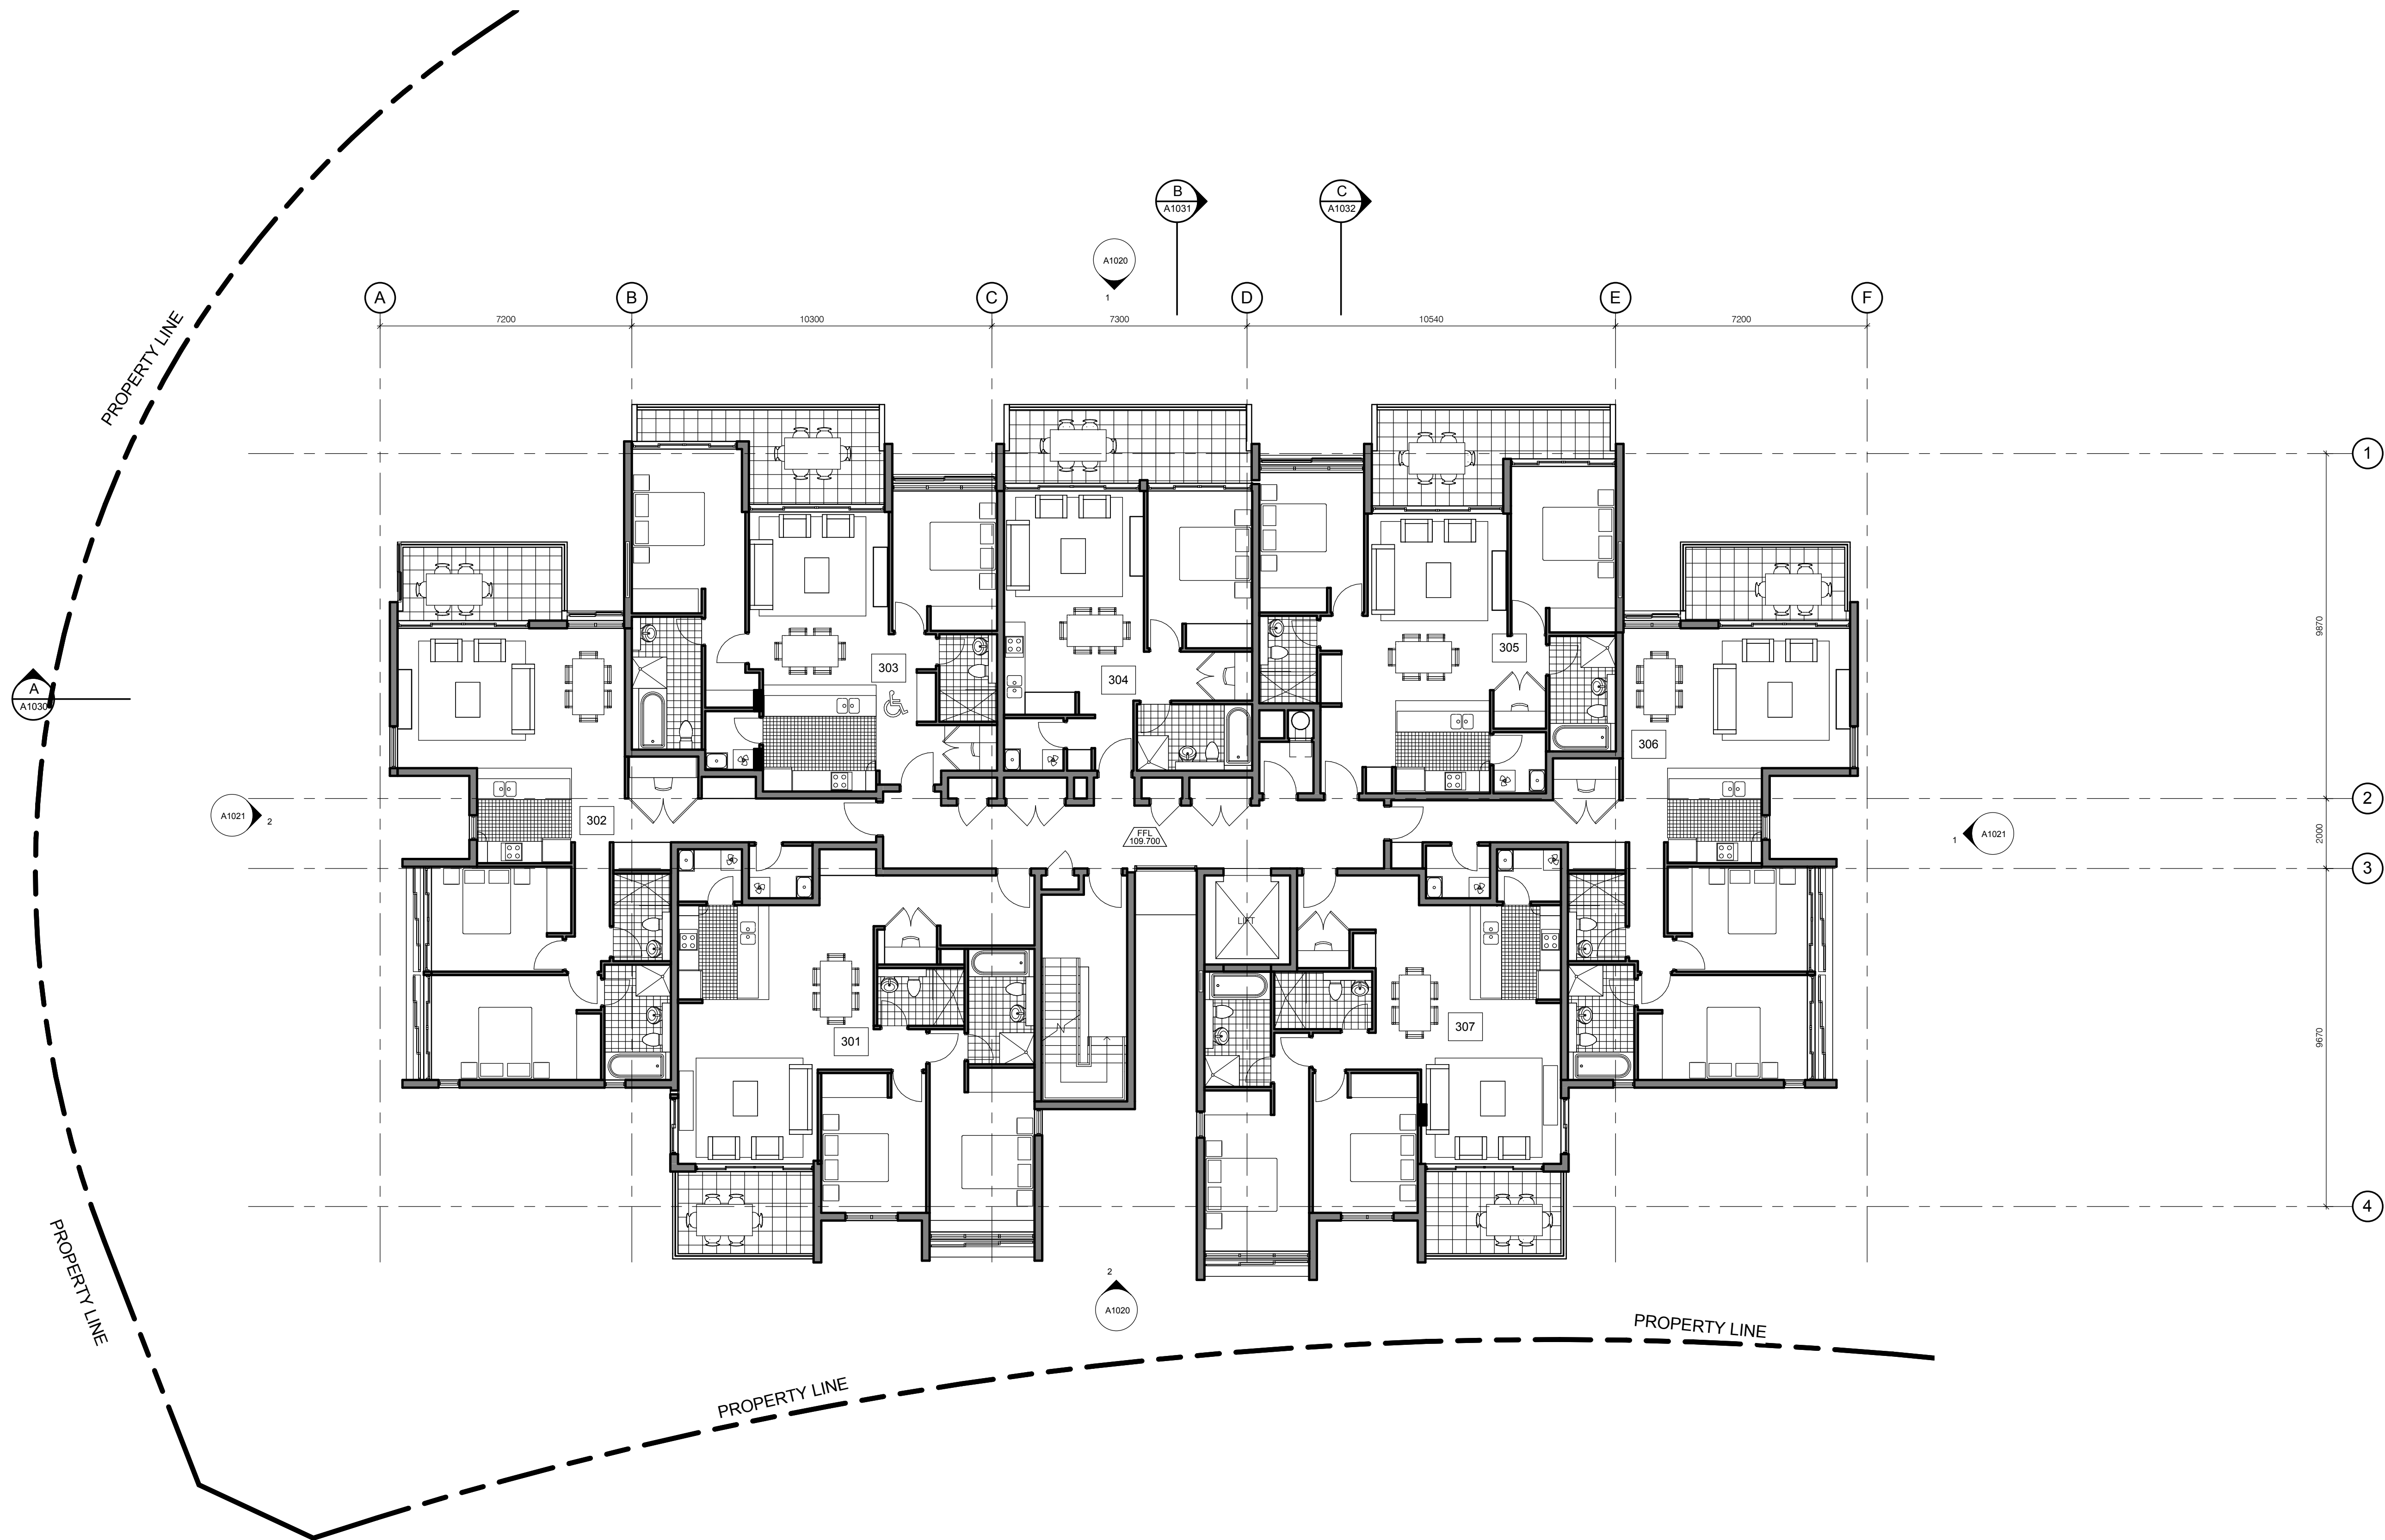 B
A1031
C
A1032
A1020
1
A
B
C
D
E
F
7200
10300
7300
10540
7200
PROPERTY LINE
1
9870
303
305
304
A
A1030
306
2
A1021
2
302
FFL
109.700
2000
1
A1021
3
LIFT
301
307
9670
4
PROPERTY LINE
2
A1020
PROPERTY LINE
PROPERTY LINE